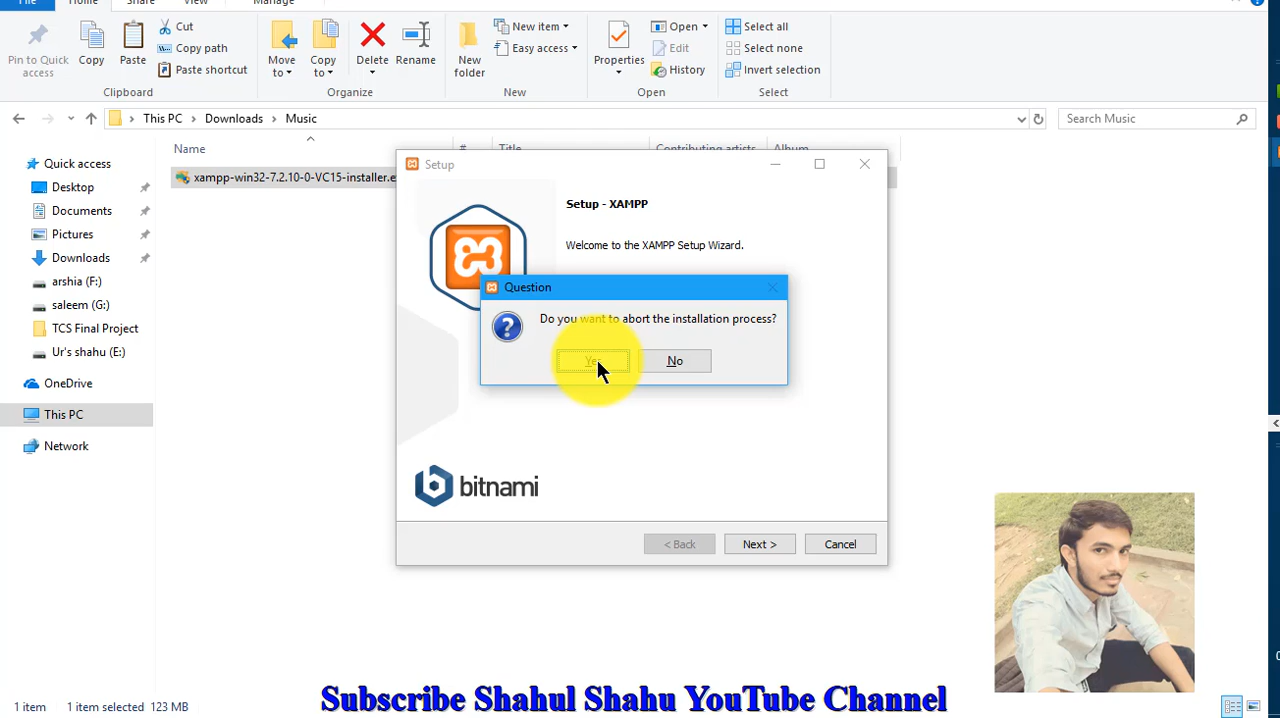 File
Home
Share
View
Manage
Pin to Quick access
Copy
Paste
Cut
Copy path
Paste shortcut
Clipboard
Move to
Copy to
Delete
Rename
Organize
New folder
New item
Easy access
New
Properties
Open
Edit
History
Open
Select all
Select none
Invert selection
Select
This PC > Downloads > Music
Search Music
Quick access
Desktop
Documents
Pictures
Downloads
arshia (F:)
saleem (G:)
TCS Final Project
Ur's shahu (E:)
OneDrive
This PC
Network
Name
#
Title
Contributing artists
Album
xampp-win32-7.2.10-0-VC15-installer.e
Setup
Setup - XAMPP
Welcome to the XAMPP Setup Wizard.
Question
Do you want to abort the installation process?
Yes
No
bitnami
< Back
Next >
Cancel
1 item
1 item selected 123 MB
Subscribe Shahul Shahu YouTube Channel